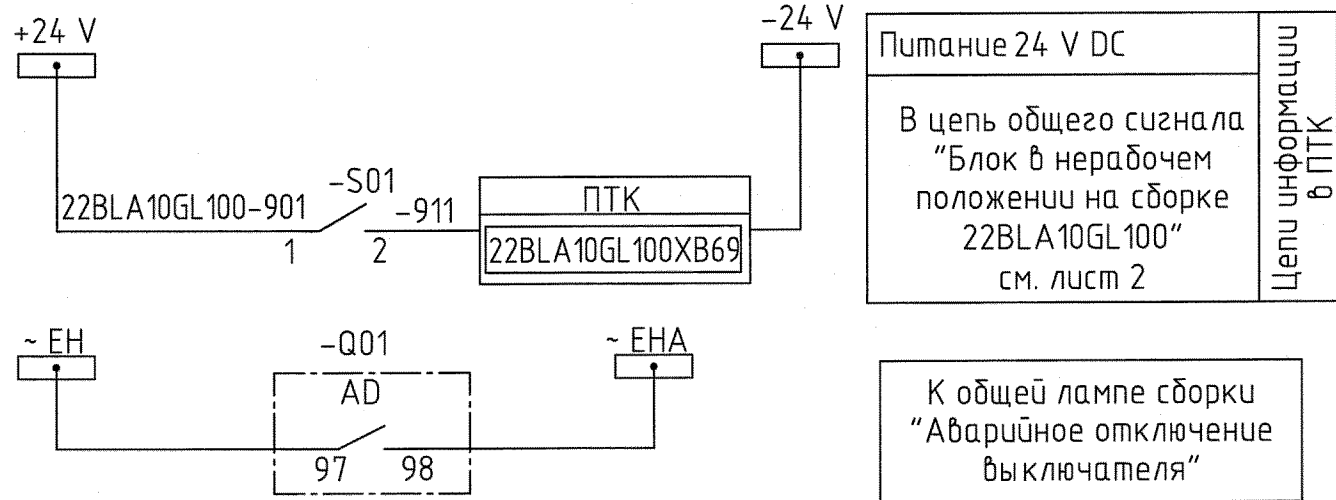 +24 V
-24 V
22BLA10GL100-901
-S01
-911
1
2
ПТК
22BLA10GL100XB69
Питание 24 V DC
В цепь общего сигнала
"Блок в нерабочем
положении на сборке
22BLA10GL100"
см. лист 2
Цепи информации
в ПТК
~ EH
-Q01
~ EHA
AD
97
98
К общей лампе сборки
"Аварийное отключение
выключателя"